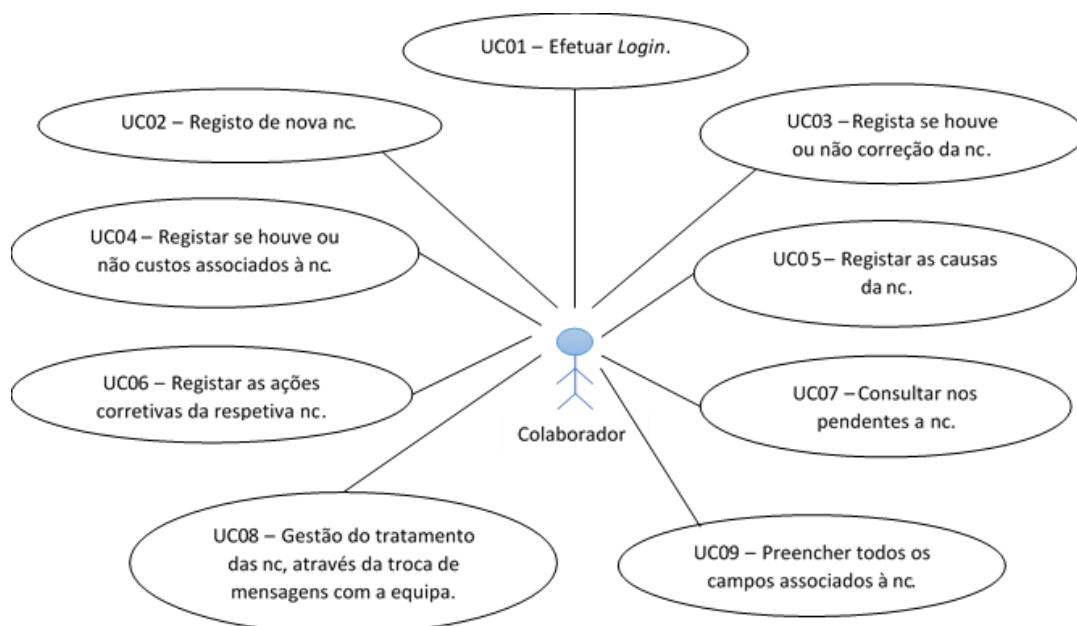 UC01 – Efetuar Login.
UC02 – Registo de nova nc.
UC03 – Regista se houve
ou não correção da nc.
UC04 – Registar se houve ou
não custos associados à nc.
UC05 – Registar as causas
da nc.
UC06 – Registar as ações
corretivas da respetiva nc.
UC07 – Consultar nos
pendentes a nc.
Colaborador
UC08 – Gestão do tratamento
das nc, através da troca de
mensagens com a equipa.
UC09 – Preencher todos os
campos associados à nc.